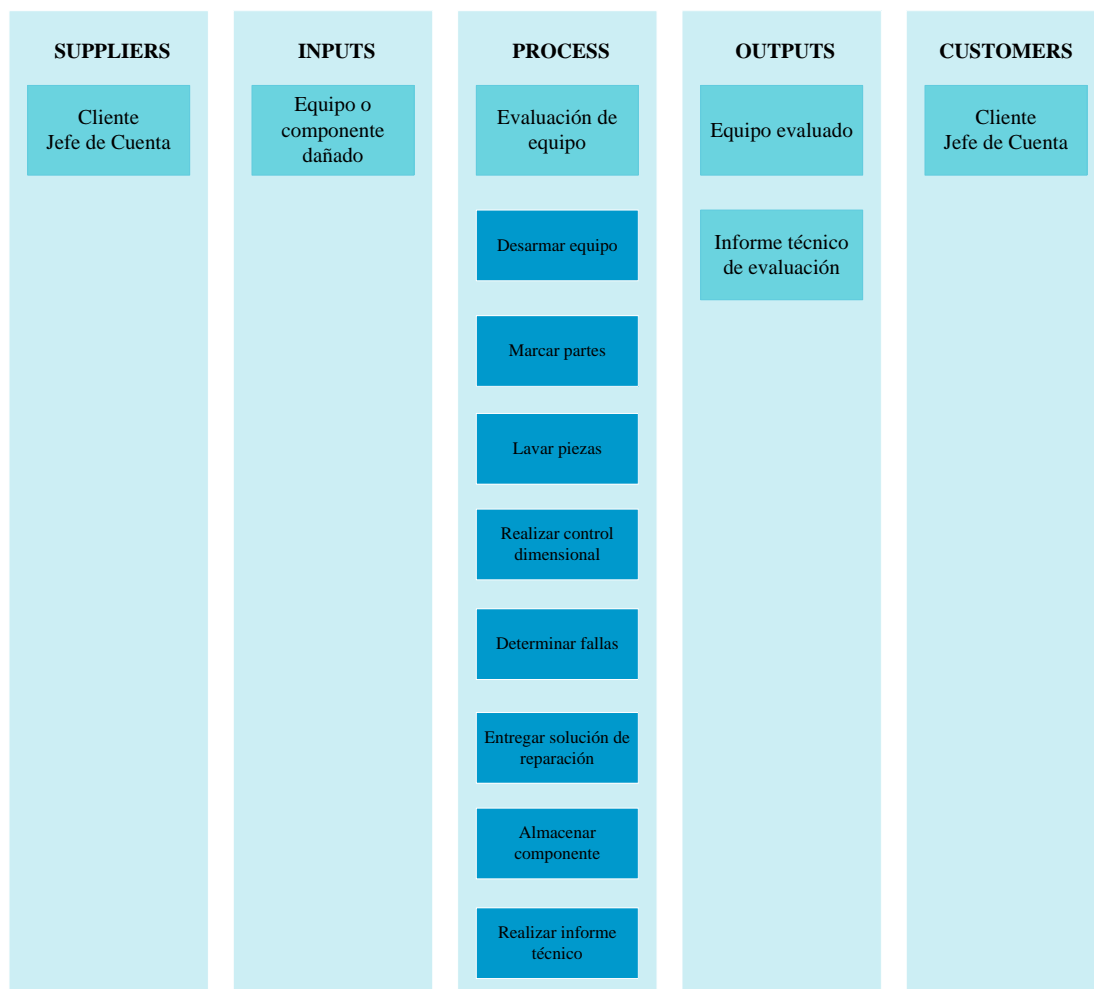 SUPPLIERS
Cliente
Jefe de Cuenta
INPUTS
Equipo o
componente
dañado
PROCESS
Evaluación de
equipo
Desarmar equipo
Marcar partes
Lavar piezas
Realizar control
dimensional
Determinar fallas
Entregar solución de
reparación
Almacenar
componente
Realizar informe
técnico
OUTPUTS
Equipo evaluado
Informe técnico
de evaluación
CUSTOMERS
Cliente
Jefe de Cuenta